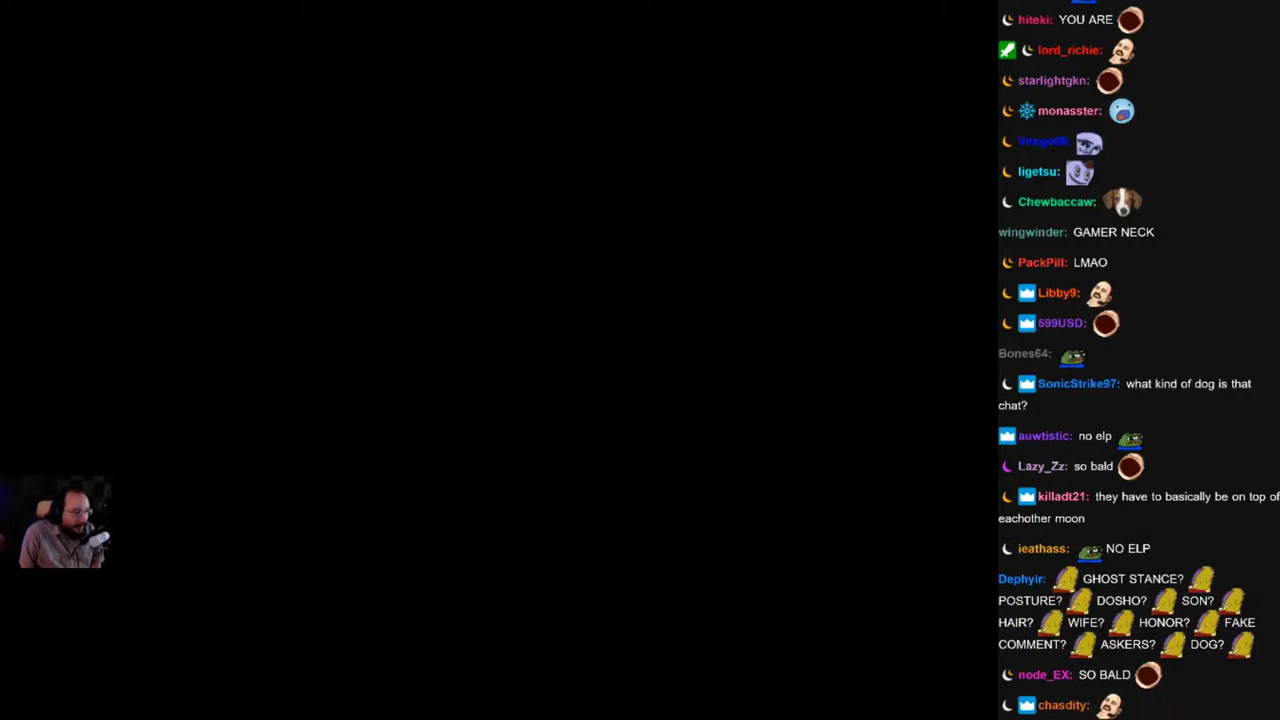 hiteki: YOU ARE
lord_richie:
starlightgkn:
monasster:
ligetsu:
Chewbaccaw:
wingwinder: GAMER NECK
PackPill: LMAO
Libby9:
599USD:
Bones64:
SonicStrike97: what kind of dog is that
chat?
auwtistic: no elp
Lazy_Zz: so bald
killadt21: they have to basically be on top of
eachother moon
ieathass: NO ELP
Dephylr: GHOST STANCE?
POSTURE? DOSHO? SON?
HAIR? WIFE? HONOR? FAKE
COMMENT? ASKERS? DOG?
node_EX: SO BALD
chasdity: